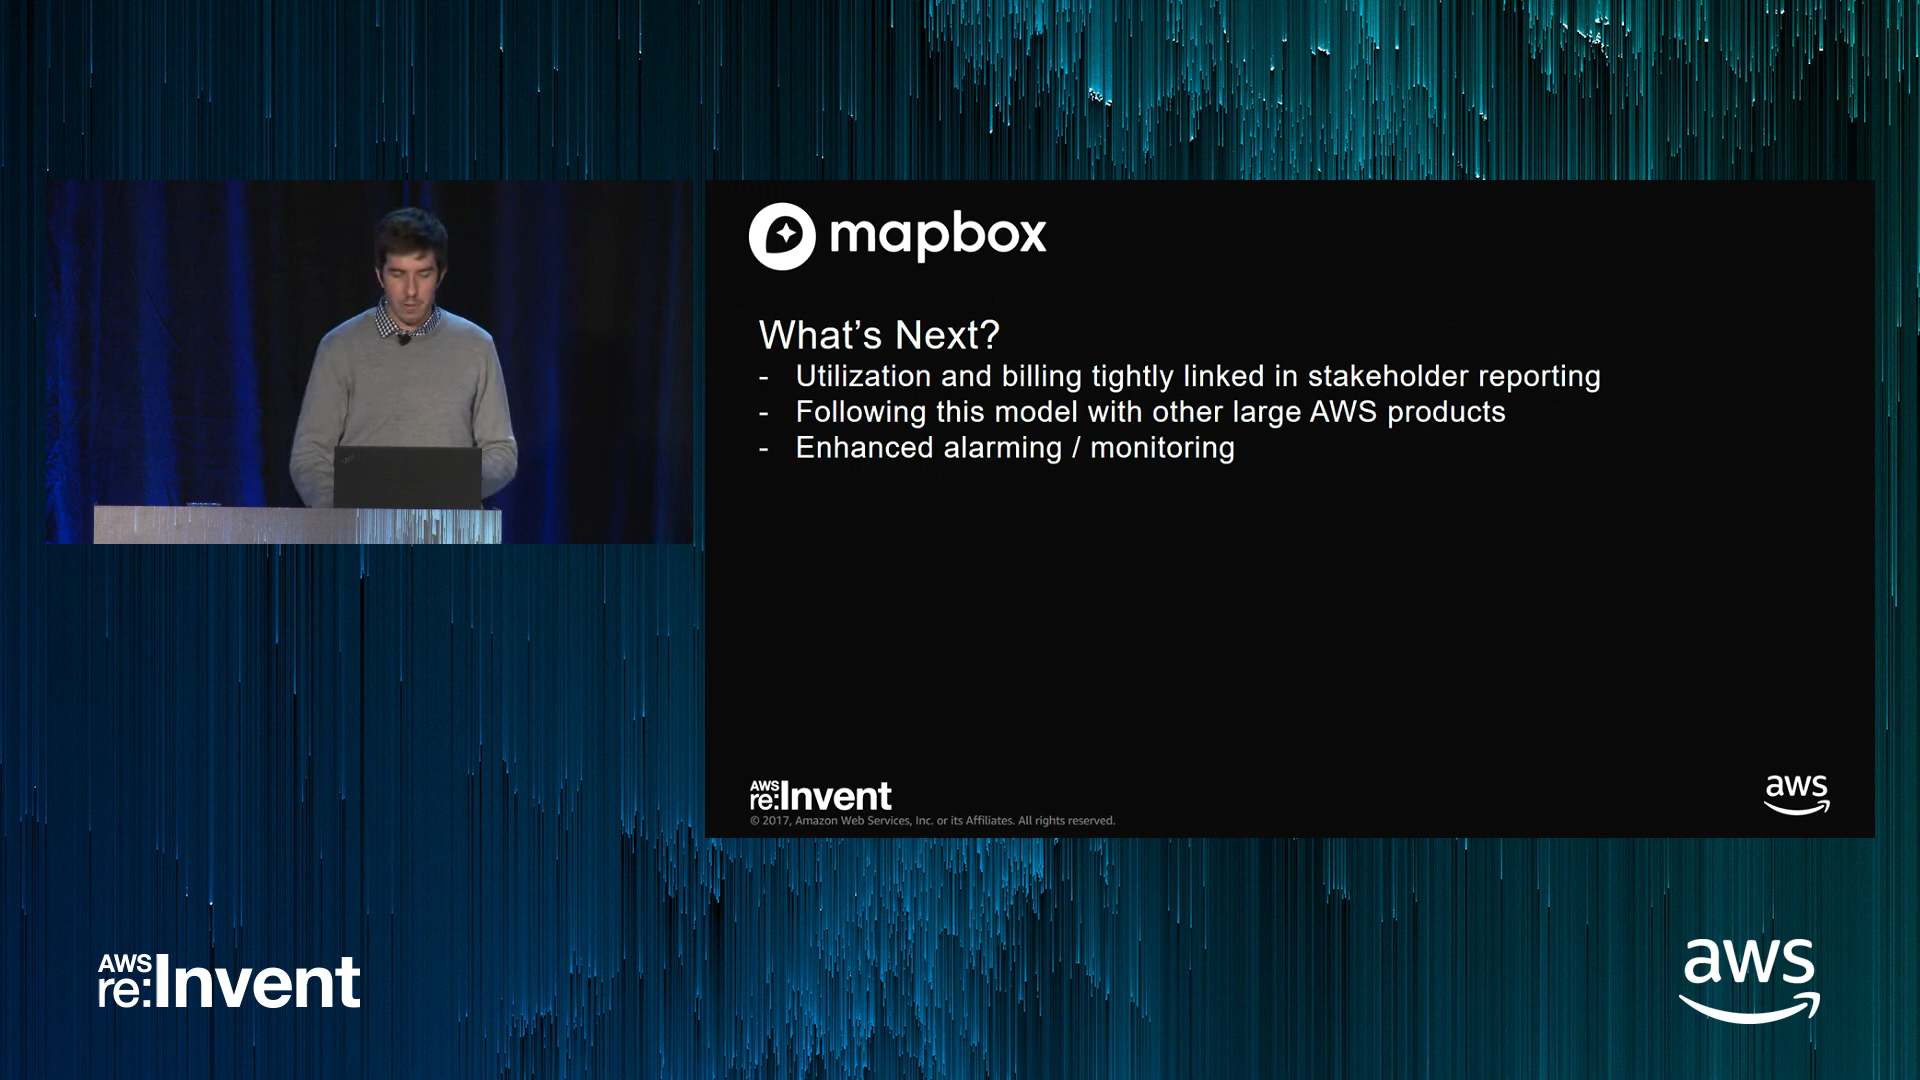 mapbox
What's Next?
- Utilization and billing tightly linked in stakeholder reporting
- Following this model with other large AWS products
- Enhanced alarming / monitoring
AWS
re:Invent
© 2017, Amazon Web Services, Inc. or its Affiliates. All rights reserved.
aws
AWS
re:Invent
aws